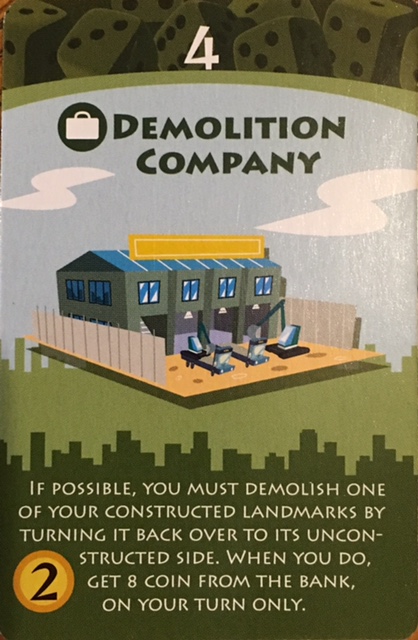 4
DEMOLITION
COMPANY
IF POSSIBLE, YOU MUST DEMOLISH ONE
OF YOUR CONSTRUCTED LANDMARKS BY
TURNING IT BACK OVER TO ITS UNCON-
STRUCTED SIDE. WHEN YOU DO,
GET 8 COIN FROM THE BANK,
ON YOUR TURN ONLY.
2